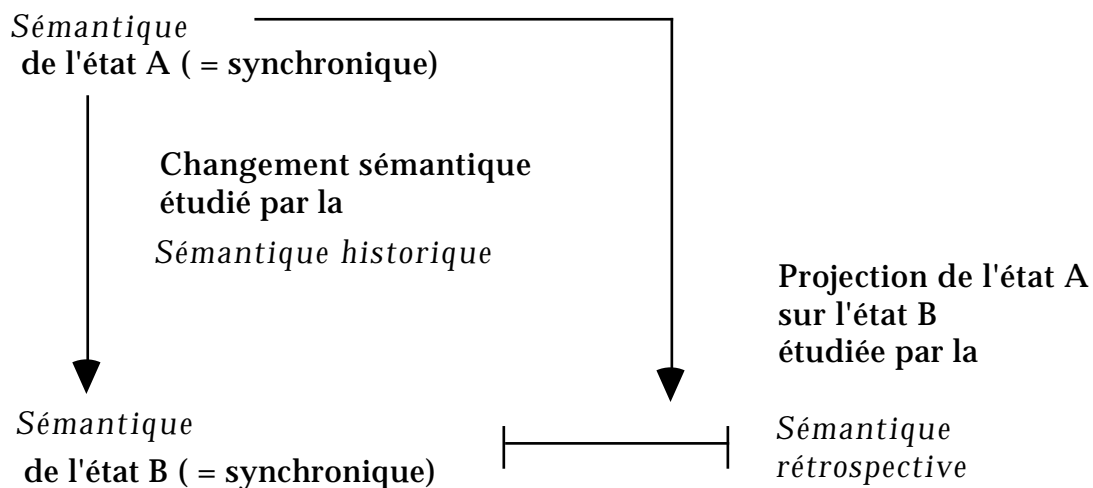 Sémantique
de l'état A ( = synchronique)
Changement sémantique
étudié par la
Sémantique historique
Projection de l'état A
sur l'état B
étudiée par la
Sémantique
de l'état B ( = synchronique)
Sémantique
rétrospective